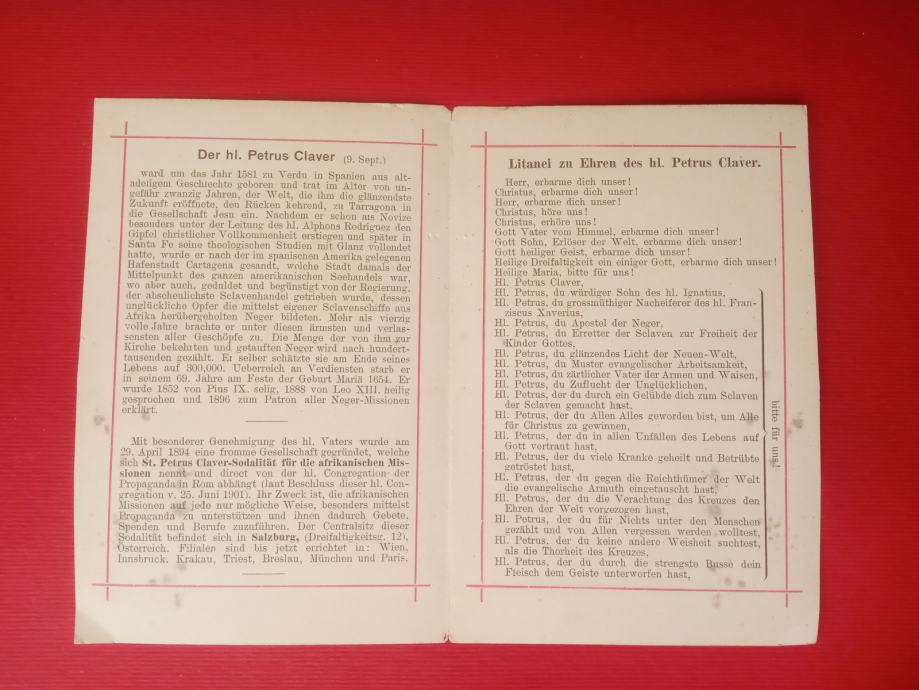 Der hl. Petrus Claver (9. Sept.)
ward um das Jahr 1581 zu Verdu in Spanien aus alt-
adeligem Geschlechte geboren und trat im Alter von un-
gefähr zwanzig Jahren, der Welt, die ihm die glänzendste
Zukunft eröffnete, den Rücken kehrend, zu Tarragona in
die Gesellschaft Jesu ein. Nachdem er schon als Novize
besonders unter der Leitung des hl. Alphons Rodriguez den
Gipfel christlicher Vollkommenheit erstiegen und später in
Santa Fe seine theologischen Studien mit Glanz vollendet
hatte, wurde er nach der im spanischen Amerika gelegenen
Hafenstadt Cartagena gesandt, welche Stadt damals der
Mittelpunkt des ganzen amerikanischen Seehandels war,
wo aber auch, geduldet und begünstigt von der Regierung,
der abscheulichste Sclavenhandel getrieben wurde, dessen
unglückliche Opfer die mittelst eigener Sclavenschiffe aus
Afrika herübergeholten Neger bildeten. Mehr als vierzig
volle Jahre brachte er unter diesen ärmsten und verlas-
sensten aller Geschöpfe zu. Die Menge der von ihm zur
Kirche bekehrten und getauften Neger wird nach hundert-
tausenden gezählt. Er selber schätzte sie am Ende seines
Lebens auf 300,000. Ueberreich an Verdiensten starb er
in seinem 69. Jahre am Feste der Geburt Mariä 1654. Er
wurde 1852 von Pius IX. selig, 1888 von Leo XIII. heilig
gesprochen und 1896 zum Patron aller Neger-Missionen
erklärt.
Mit besonderer Genehmigung des hl. Vaters wurde am
29. April 1894 eine fromme Gesellschaft gegründet, welche
sich St. Petrus Claver-Sodalität für die afrikanischen Mis-
sionen nennt und direct von der hl. Congregation der
Propaganda in Rom abhängt (laut Beschluss dieser hl. Con-
gregation v. 25. Juni 1901). Ihr Zweck ist, die afrikanischen
Missionen auf jede nur mögliche Weise, besonders mittelst
Propaganda zu unterstützen und ihnen dadurch Gebete,
Spenden und Berufe zuzuführen. Der Centralsitz dieser
Sodalität befindet sich in Salzburg, (Dreifaltigkeitsg. 12),
Österreich. Filialen sind bis jetzt errichtet in: Wien,
Innsbruck. Krakau, Triest, Breslau, München und Paris.
Litanei zu Ehren des hl. Petrus Claver.
Herr, erbarme dich unser!
Christus, erbarme dich unser!
Herr, erbarme dich unser!
Christus, höre uns!
Christus, erhöre uns!
Gott Vater vom Himmel, erbarme dich unser!
Gott Sohn, Erlöser der Welt, erbarme dich unser!
Gott heiliger Geist, erbarme dich unser!
Heilige Dreifaltigkeit ein einiger Gott, erbarme dich unser!
Heilige Maria, bitte für uns!
Hl. Petrus Claver,
Hl. Petrus, du würdiger Sohn des hl. Ignatius,
Hl. Petrus, du grossmüthiger Nacheiferer des hl. Fran-
ziscus Xaverius,
Hl. Petrus, du Apostel der Neger,
Hl. Petrus, du Erretter der Sclaven zur Freiheit der
Kinder Gottes,
Hl. Petrus, du glänzendes Licht der Neuen-Welt,
Hl. Petrus, du Muster evangelischer Arbeitsamkeit,
Hl. Petrus, du zärtlicher Vater der Armen und Waisen,
Hl. Petrus, du Zuflucht der Unglücklichen,
Hl. Petrus, der du durch ein Gelübde dich zum Sclaven
der Sclaven gemacht hast,
Hl. Petrus, der du Allen Alles geworden bist, um Alle
für Christus zu gewinnen,
Hl. Petrus, der du in allen Unfällen des Lebens auf
Gott vertraut hast,
Hl. Petrus, der du viele Kranke geheilt und Betrübte
getröstet hast,
Hl. Petrus, der du gegen die Reichthümer der Welt
die evangelische Armuth eingetauscht hast,
Hl. Petrus, der du die Verachtung des Kreuzes den
Ehren der Welt vorgezogen hast,
Hl. Petrus, der du für Nichts unter den Menschen
gezählt und von Allen vergessen werden wolltest,
Hl. Petrus, der du keine andere Weisheit suchtest,
als die Thorheit des Kreuzes,
Hl. Petrus, der du durch die strengste Busse dein
Fleisch dem Geiste unterworfen hast,
bitte für uns!